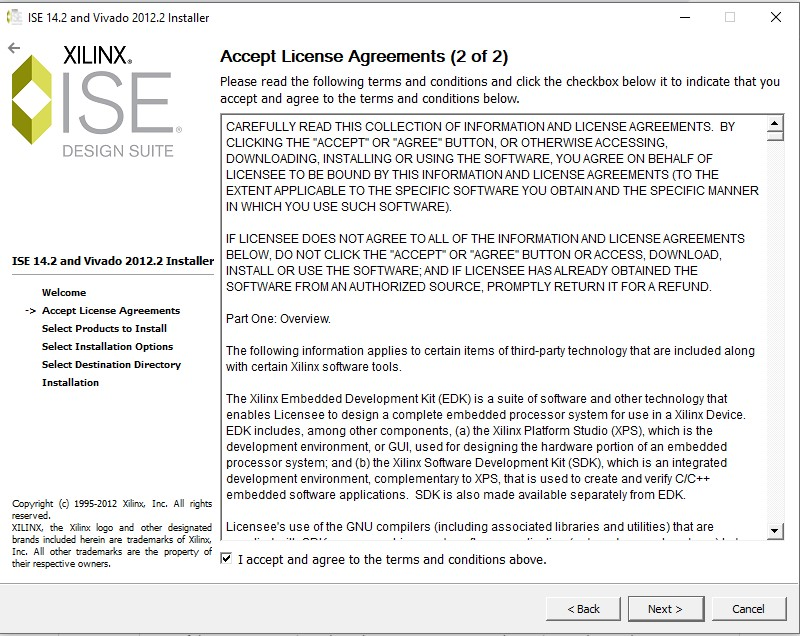 ISE 14.2 and Vivado 2012.2 Installer
XILINX®
ISE®
DESIGN SUITE
ISE 14.2 and Vivado 2012.2 Installer
Welcome
-> Accept License Agreements
Select Products to Install
Select Installation Options
Select Destination Directory
Installation
Copyright (c) 1995-2012 Xilinx, Inc. All rights
reserved.
XILINX, the Xilinx logo and other designated
brands included herein are trademarks of Xilinx,
Inc. All other trademarks are the property of
their respective owners.
Accept License Agreements (2 of 2)
Please read the following terms and conditions and click the checkbox below it to indicate that you
accept and agree to the terms and conditions below.
CAREFULLY READ THIS COLLECTION OF INFORMATION AND LICENSE AGREEMENTS. BY
CLICKING THE "ACCEPT" OR "AGREE" BUTTON, OR OTHERWISE ACCESSING,
DOWNLOADING, INSTALLING OR USING THE SOFTWARE, YOU AGREE ON BEHALF OF
LICENSEE TO BE BOUND BY THIS INFORMATION AND LICENSE AGREEMENTS (TO THE
EXTENT APPLICABLE TO THE SPECIFIC SOFTWARE YOU OBTAIN AND THE SPECIFIC MANNER
IN WHICH YOU USE SUCH SOFTWARE).
IF LICENSEE DOES NOT AGREE TO ALL OF THE INFORMATION AND LICENSE AGREEMENTS
BELOW, DO NOT CLICK THE "ACCEPT" OR "AGREE" BUTTON OR ACCESS, DOWNLOAD,
INSTALL OR USE THE SOFTWARE; AND IF LICENSEE HAS ALREADY OBTAINED THE
SOFTWARE FROM AN AUTHORIZED SOURCE, PROMPTLY RETURN IT FOR A REFUND.
Part One: Overview.
The following information applies to certain items of third-party technology that are included along
with certain Xilinx software tools.
The Xilinx Embedded Development Kit (EDK) is a suite of software and other technology that
enables Licensee to design a complete embedded processor system for use in a Xilinx Device.
EDK includes, among other components, (a) the Xilinx Platform Studio (XPS), which is the
development environment, or GUI, used for designing the hardware portion of an embedded
processor system; and (b) the Xilinx Software Development Kit (SDK), which is an integrated
development environment, complementary to XPS, that is used to create and verify C/C++
embedded software applications. SDK is also made available separately from EDK.
Licensee's use of the GNU compilers (including associated libraries and utilities) that are
I accept and agree to the terms and conditions above.
< Back
Next >
Cancel